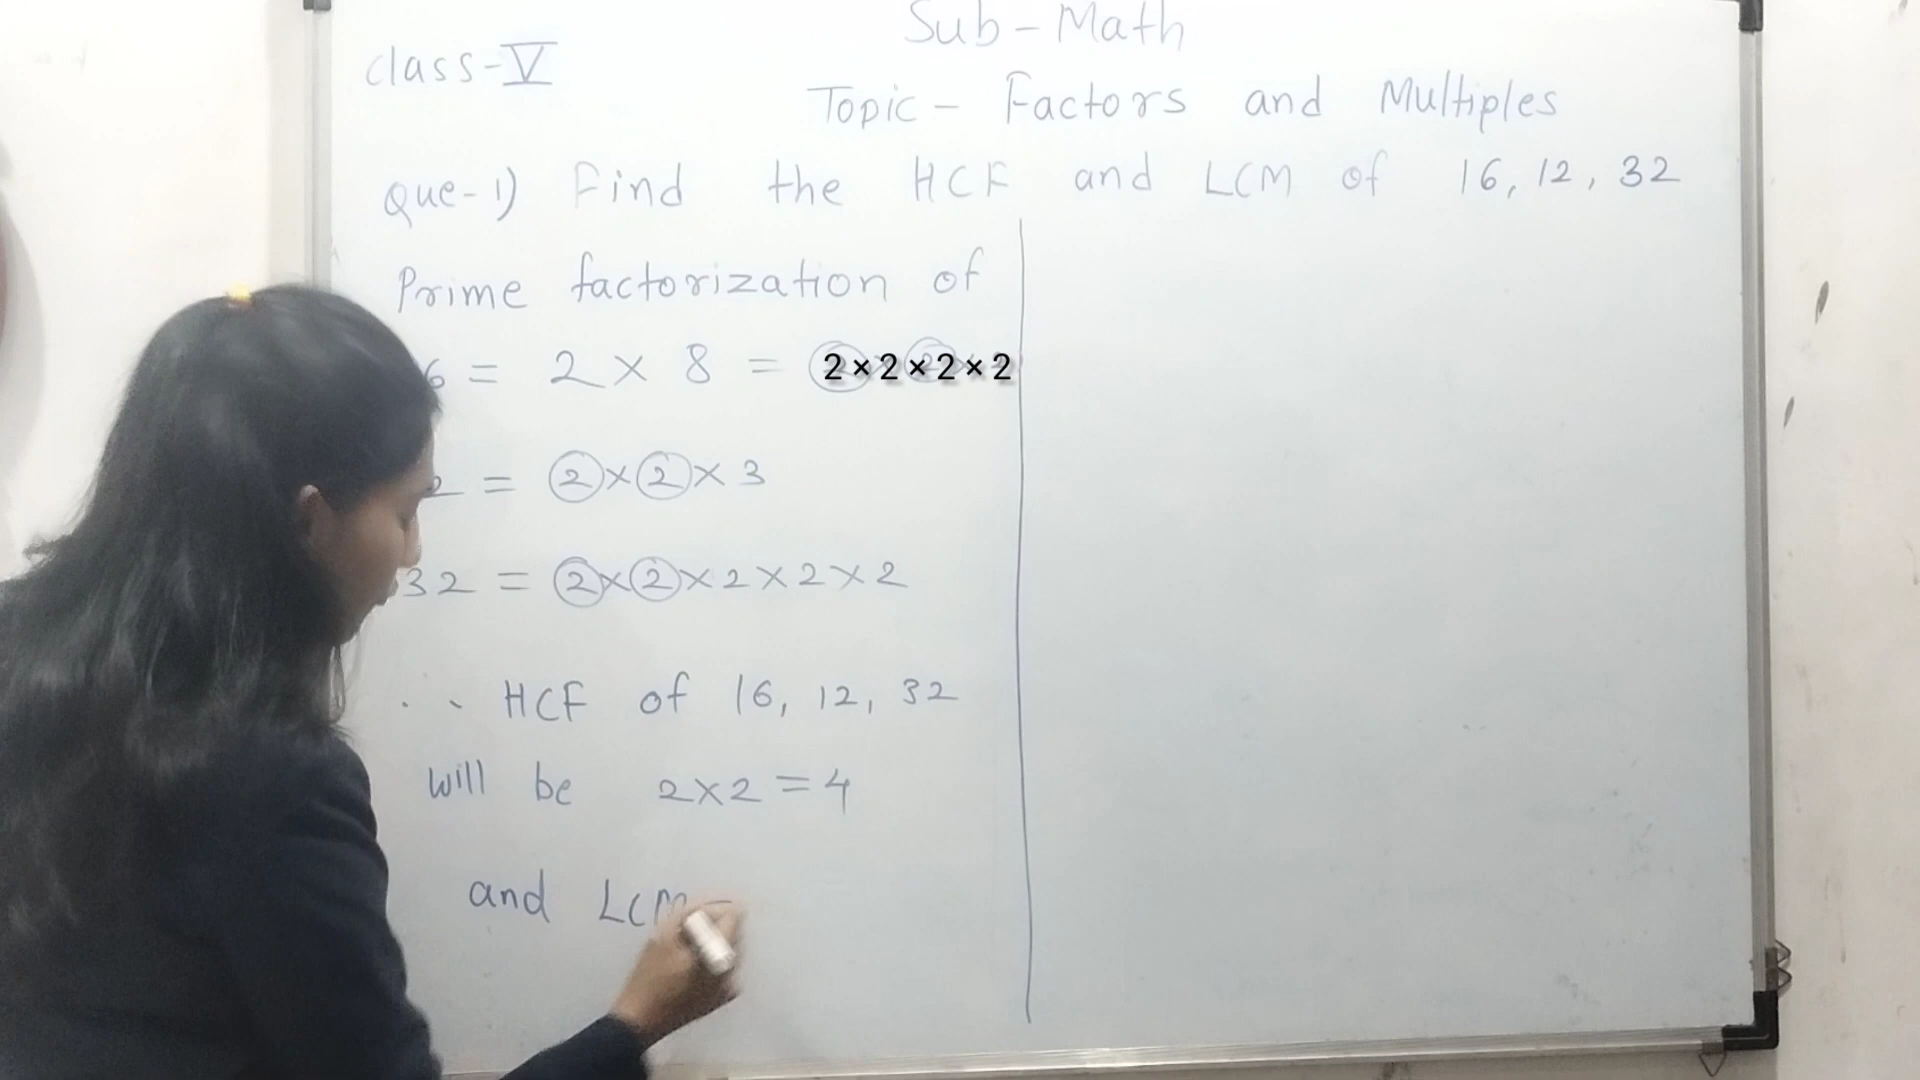 Sub - Math
Class - V
Topic - Factors and Multiples
Que-1) Find the HCF and LCM of 16, 12, 32
Prime factorization of
6 = 2 × 8 = 2 × 2 × 2 × 2
2 = 2 × 2 × 3
32 = 2 × 2 × 2 × 2 × 2
HCF of 16, 12, 32
will be 2 × 2 = 4
and LCM